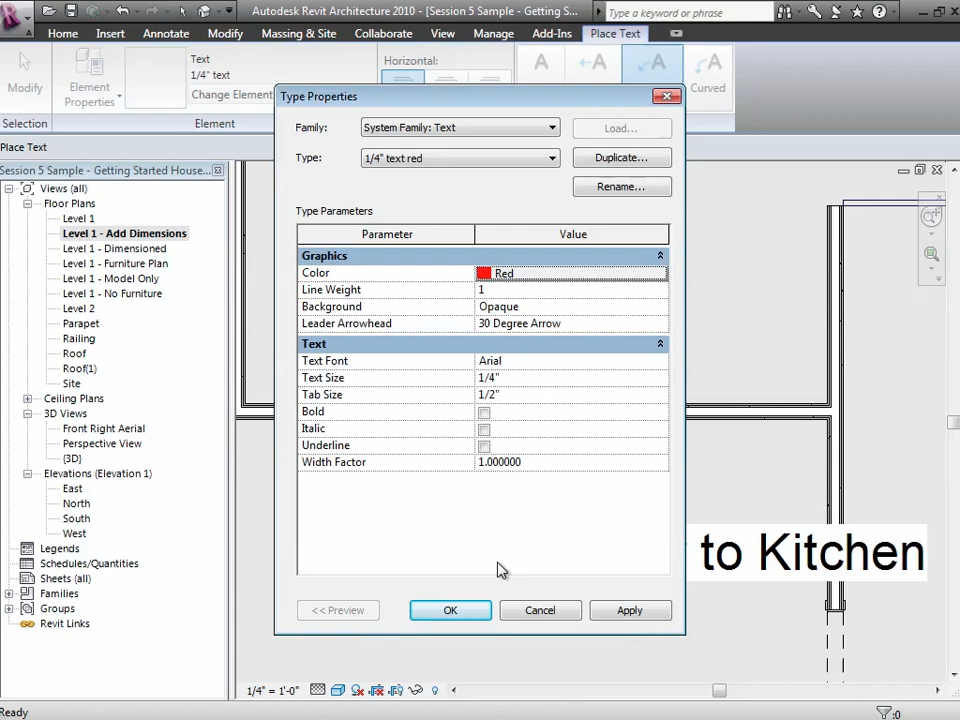 Autodesk Revit Architecture 2010 - [Session 5 Sample - Getting S...
Type a keyword or phrase
Home
Insert
Annotate
Modify
Massing & Site
Collaborate
View
Manage
Add-Ins
Place Text
Modify
Selection
Element
Properties
Text
1/4" text
Change Element
Element
Horizontal:
A
A
A
A
Curved
Place Text
Session 5 Sample - Getting Started House...
Views (all)
Floor Plans
Level 1
Level 1 - Add Dimensions
Level 1 - Dimensioned
Level 1 - Furniture Plan
Level 1 - Model Only
Level 1 - No Furniture
Level 2
Parapet
Railing
Roof
Roof(1)
Site
Ceiling Plans
3D Views
Front Right Aerial
Perspective View
{3D}
Elevations (Elevation 1)
East
North
South
West
Legends
Schedules/Quantities
Sheets (all)
Families
Groups
Revit Links
Type Properties
Family:
System Family: Text
Load...
Type:
1/4" text red
Duplicate...
Rename...
Type Parameters
Parameter
Value
Graphics
Color
Red
Line Weight
1
Background
Opaque
Leader Arrowhead
30 Degree Arrow
Text
Text Font
Arial
Text Size
1/4"
Tab Size
1/2"
Bold
Italic
Underline
Width Factor
1.000000
<< Preview
OK
Cancel
Apply
to Kitchen
1/4" = 1'-0"
Ready
:0